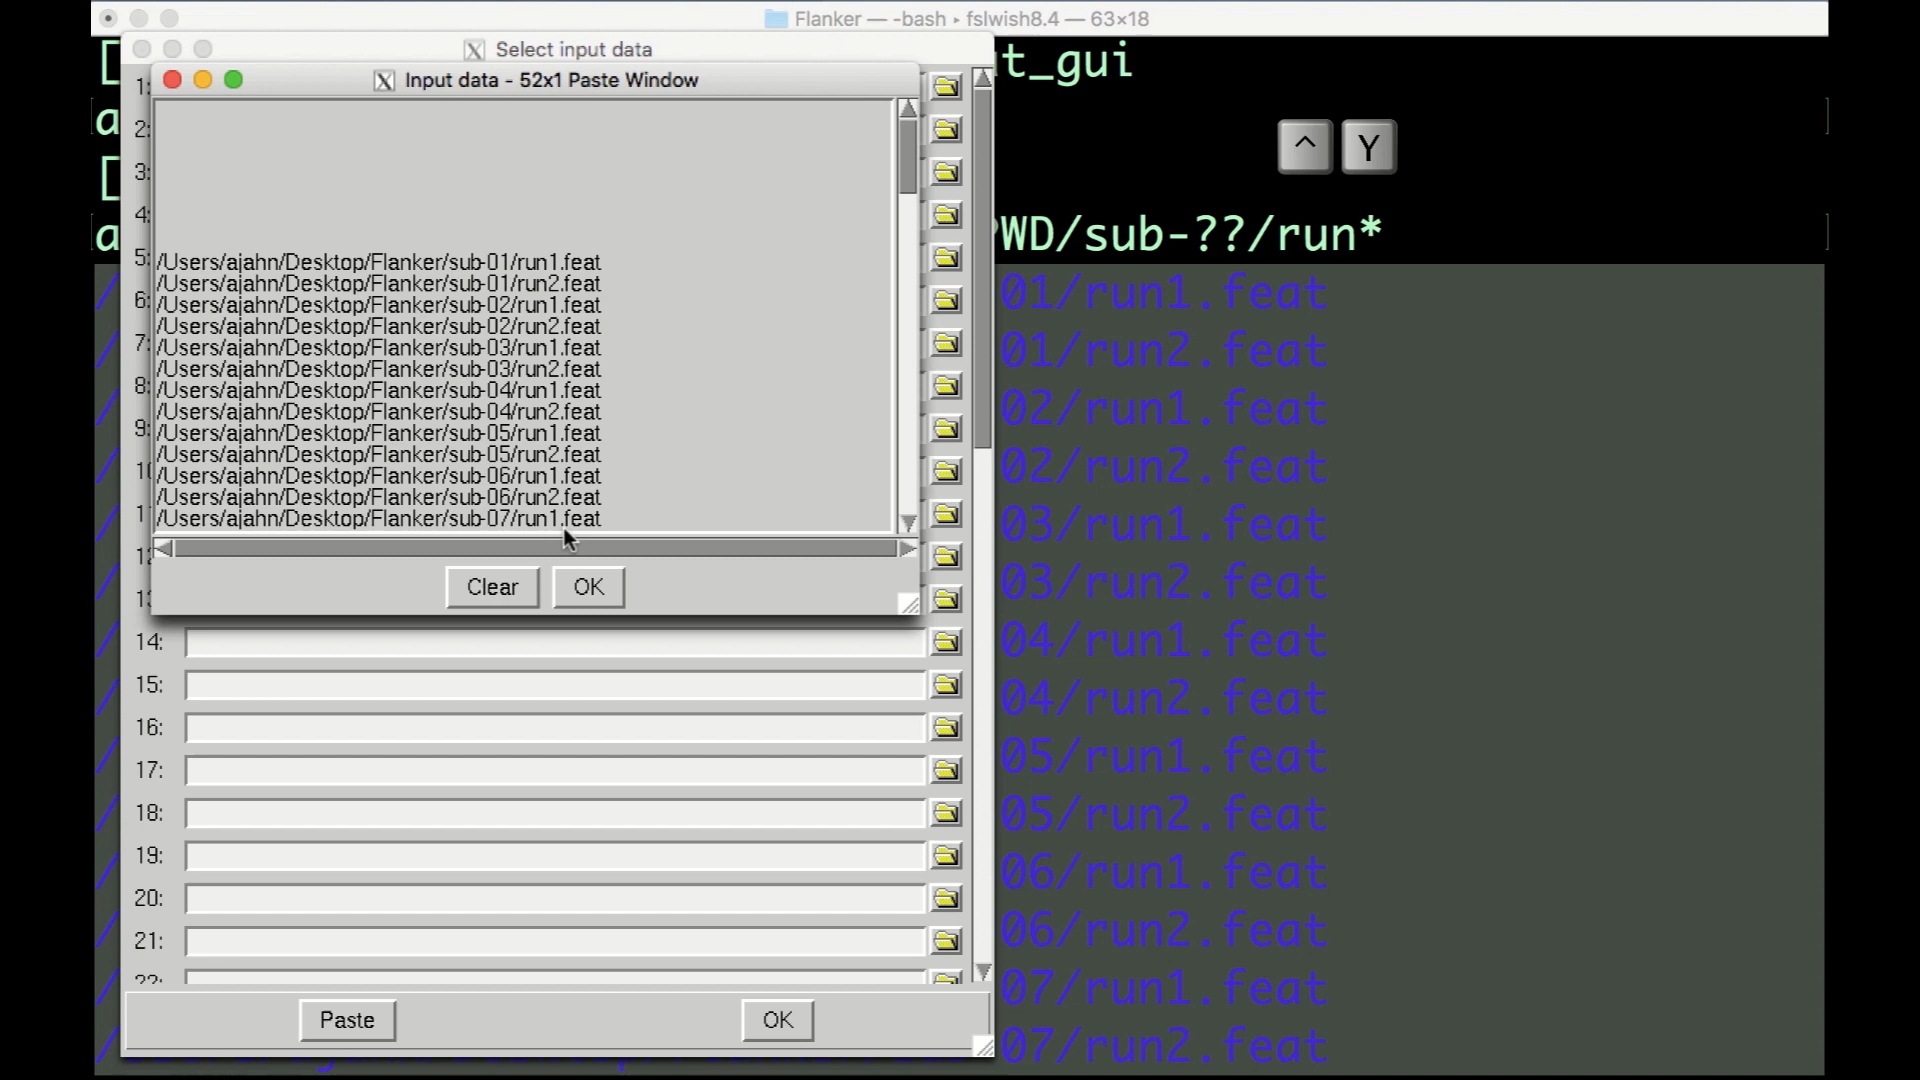 Flanker — -bash ▸ fslwish8.4 — 63×18
Select input data
Input data - 52x1 Paste Window
t_gui
^ Y
WD/sub-??/run*
1:
2:
3:
4:
5:
6:
7:
8:
9:
/Users/ajahn/Desktop/Flanker/sub-01/run1.feat
/Users/ajahn/Desktop/Flanker/sub-01/run2.feat
/Users/ajahn/Desktop/Flanker/sub-02/run1.feat
/Users/ajahn/Desktop/Flanker/sub-02/run2.feat
/Users/ajahn/Desktop/Flanker/sub-03/run1.feat
/Users/ajahn/Desktop/Flanker/sub-03/run2.feat
/Users/ajahn/Desktop/Flanker/sub-04/run1.feat
/Users/ajahn/Desktop/Flanker/sub-04/run2.feat
/Users/ajahn/Desktop/Flanker/sub-05/run1.feat
/Users/ajahn/Desktop/Flanker/sub-05/run2.feat
/Users/ajahn/Desktop/Flanker/sub-06/run1.feat
/Users/ajahn/Desktop/Flanker/sub-06/run2.feat
/Users/ajahn/Desktop/Flanker/sub-07/run1.feat
Clear OK
14:
15:
16:
17:
18:
19:
20:
21:
Paste OK
01/run1.feat
01/run2.feat
02/run1.feat
02/run2.feat
03/run1.feat
03/run2.feat
04/run1.feat
04/run2.feat
05/run1.feat
05/run2.feat
06/run1.feat
06/run2.feat
07/run1.feat
07/run2.feat